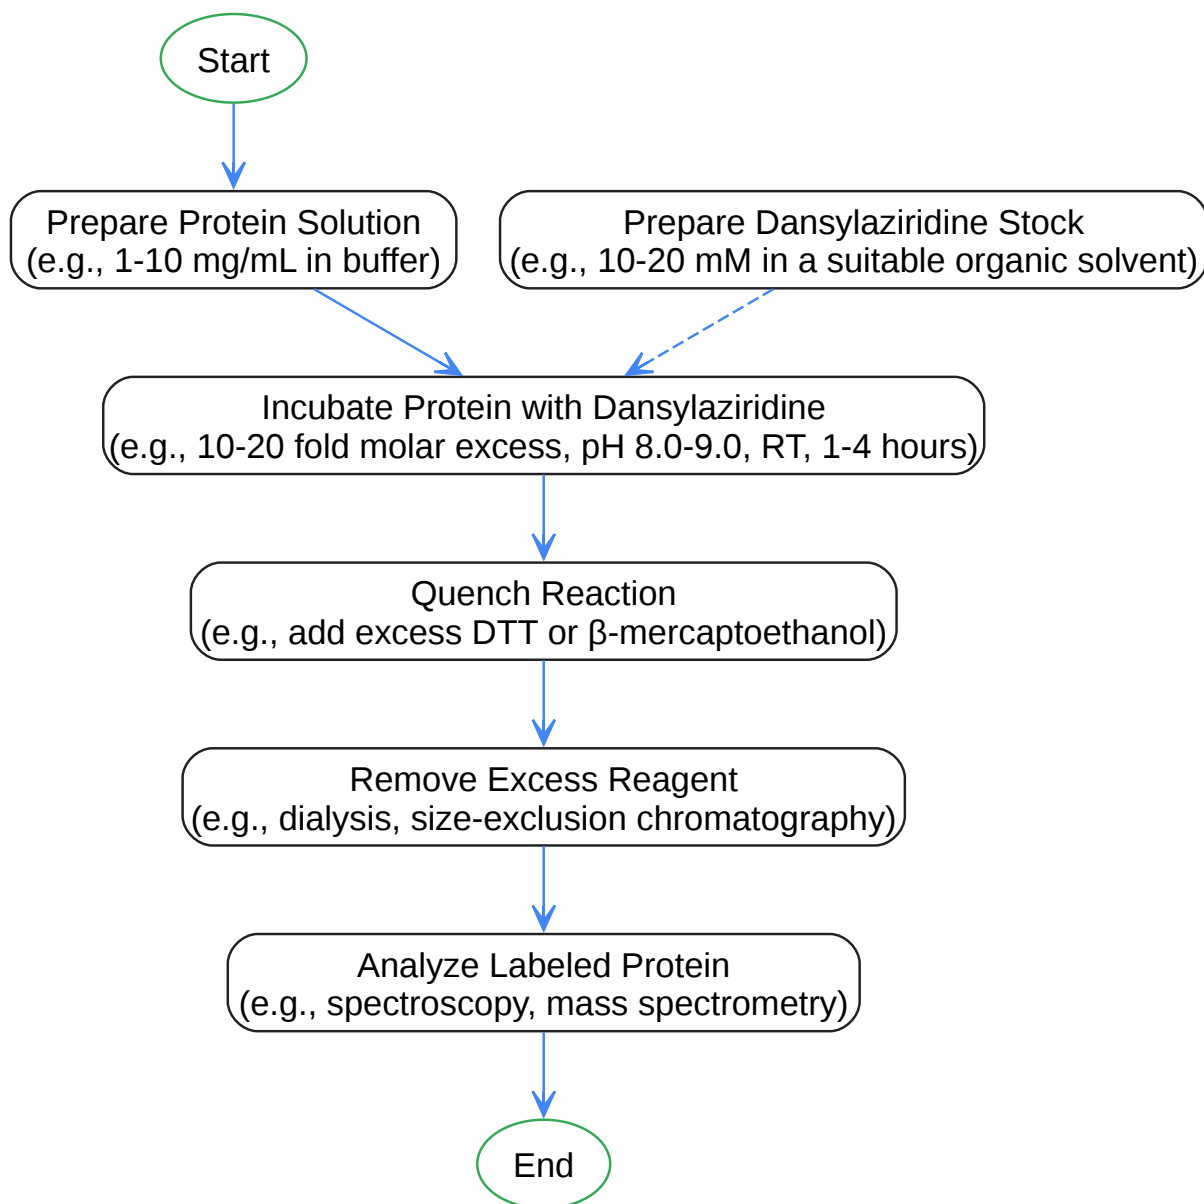 Start
Prepare Protein Solution
(e.g., 1-10 mg/mL in buffer)
Prepare Dansylaziridine Stock
(e.g., 10-20 mM in a suitable organic solvent)
Incubate Protein with Dansylaziridine
(e.g., 10-20 fold molar excess, pH 8.0-9.0, RT, 1-4 hours)
Quench Reaction
(e.g., add excess DTT or β-mercaptoethanol)
Remove Excess Reagent
(e.g., dialysis, size-exclusion chromatography)
Analyze Labeled Protein
(e.g., spectroscopy, mass spectrometry)
End